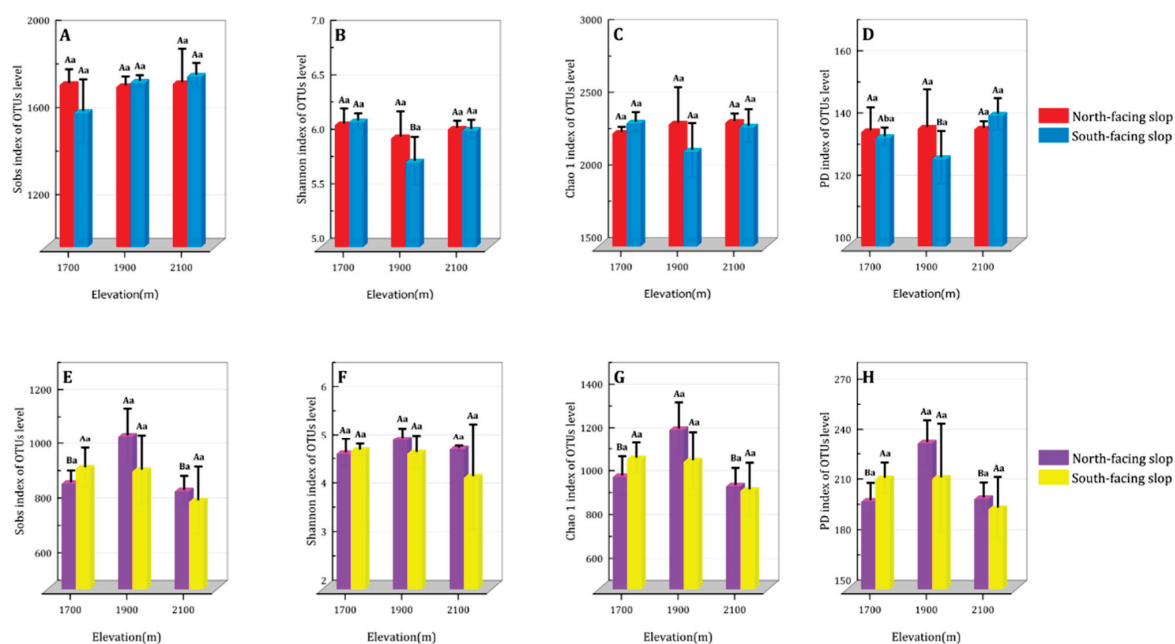 A
Sobs index of OTUs level
2000
1600
1200
Aa
Aa
Aa
Aa
Aa
Aa
1700
1900
2100
Elevation(m)
B
Shannon index of OTUs level
7.0
6.5
6.0
5.5
5.0
Aa
Aa
Aa
Ba
Aa
Aa
1700
1900
2100
Elevation(m)
C
Chao 1 index of OTUs level
3000
2500
2000
1500
Aa
Aa
Aa
Aa
Aa
Aa
1700
1900
2100
Elevation(m)
D
PD index of OTUs level
160
140
120
100
Aa
Aba
Aa
Ba
Aa
Aa
1700
1900
2100
Elevation(m)
North-facing slop
South-facing slop
E
Sobs index of OTUs level
1200
1000
800
600
Ba
Aa
Aa
Aa
Ba
Aa
1700
1900
2100
Elevation(m)
F
Shannon index of OTUs level
6
5
4
3
2
Aa
Aa
Aa
Aa
Aa
Aa
1700
1900
2100
Elevation(m)
G
Chao 1 index of OTUs level
1400
1200
1000
800
600
Ba
Aa
Aa
Aa
Ba
Aa
1700
1900
2100
Elevation(m)
H
PD index of OTUs level
270
240
210
180
150
Ba
Aa
Aa
Aa
Ba
Aa
1700
1900
2100
Elevation(m)
North-facing slop
South-facing slop